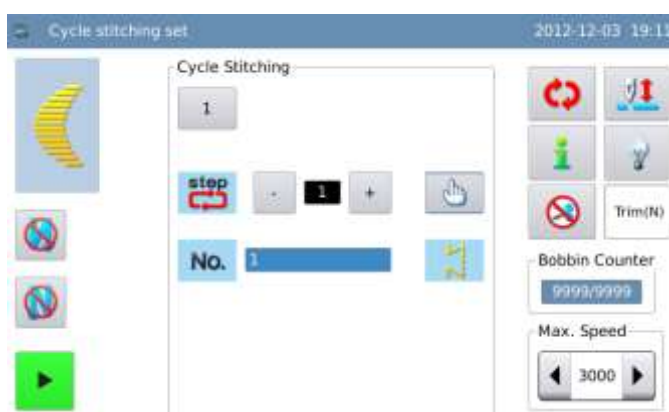 Cycle stitching set
2012-12-03 19:11
Cycle Stitching
1
step
- 1 +
Trim(N)
No. 1
Bobbin Counter
9999/9999
Max. Speed
3000